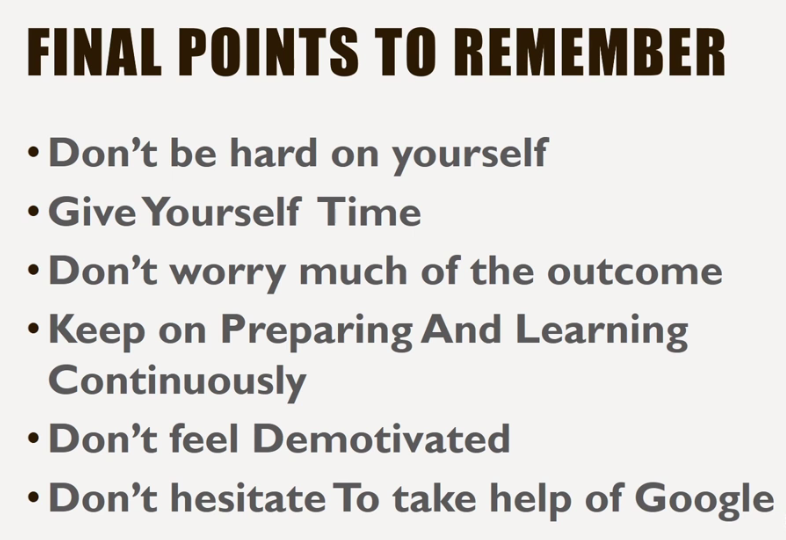 FINAL POINTS TO REMEMBER
• Don't be hard on yourself
• Give Yourself Time
• Don't worry much of the outcome
• Keep on Preparing And Learning
Continuously
• Don't feel Demotivated
• Don't hesitate To take help of Google